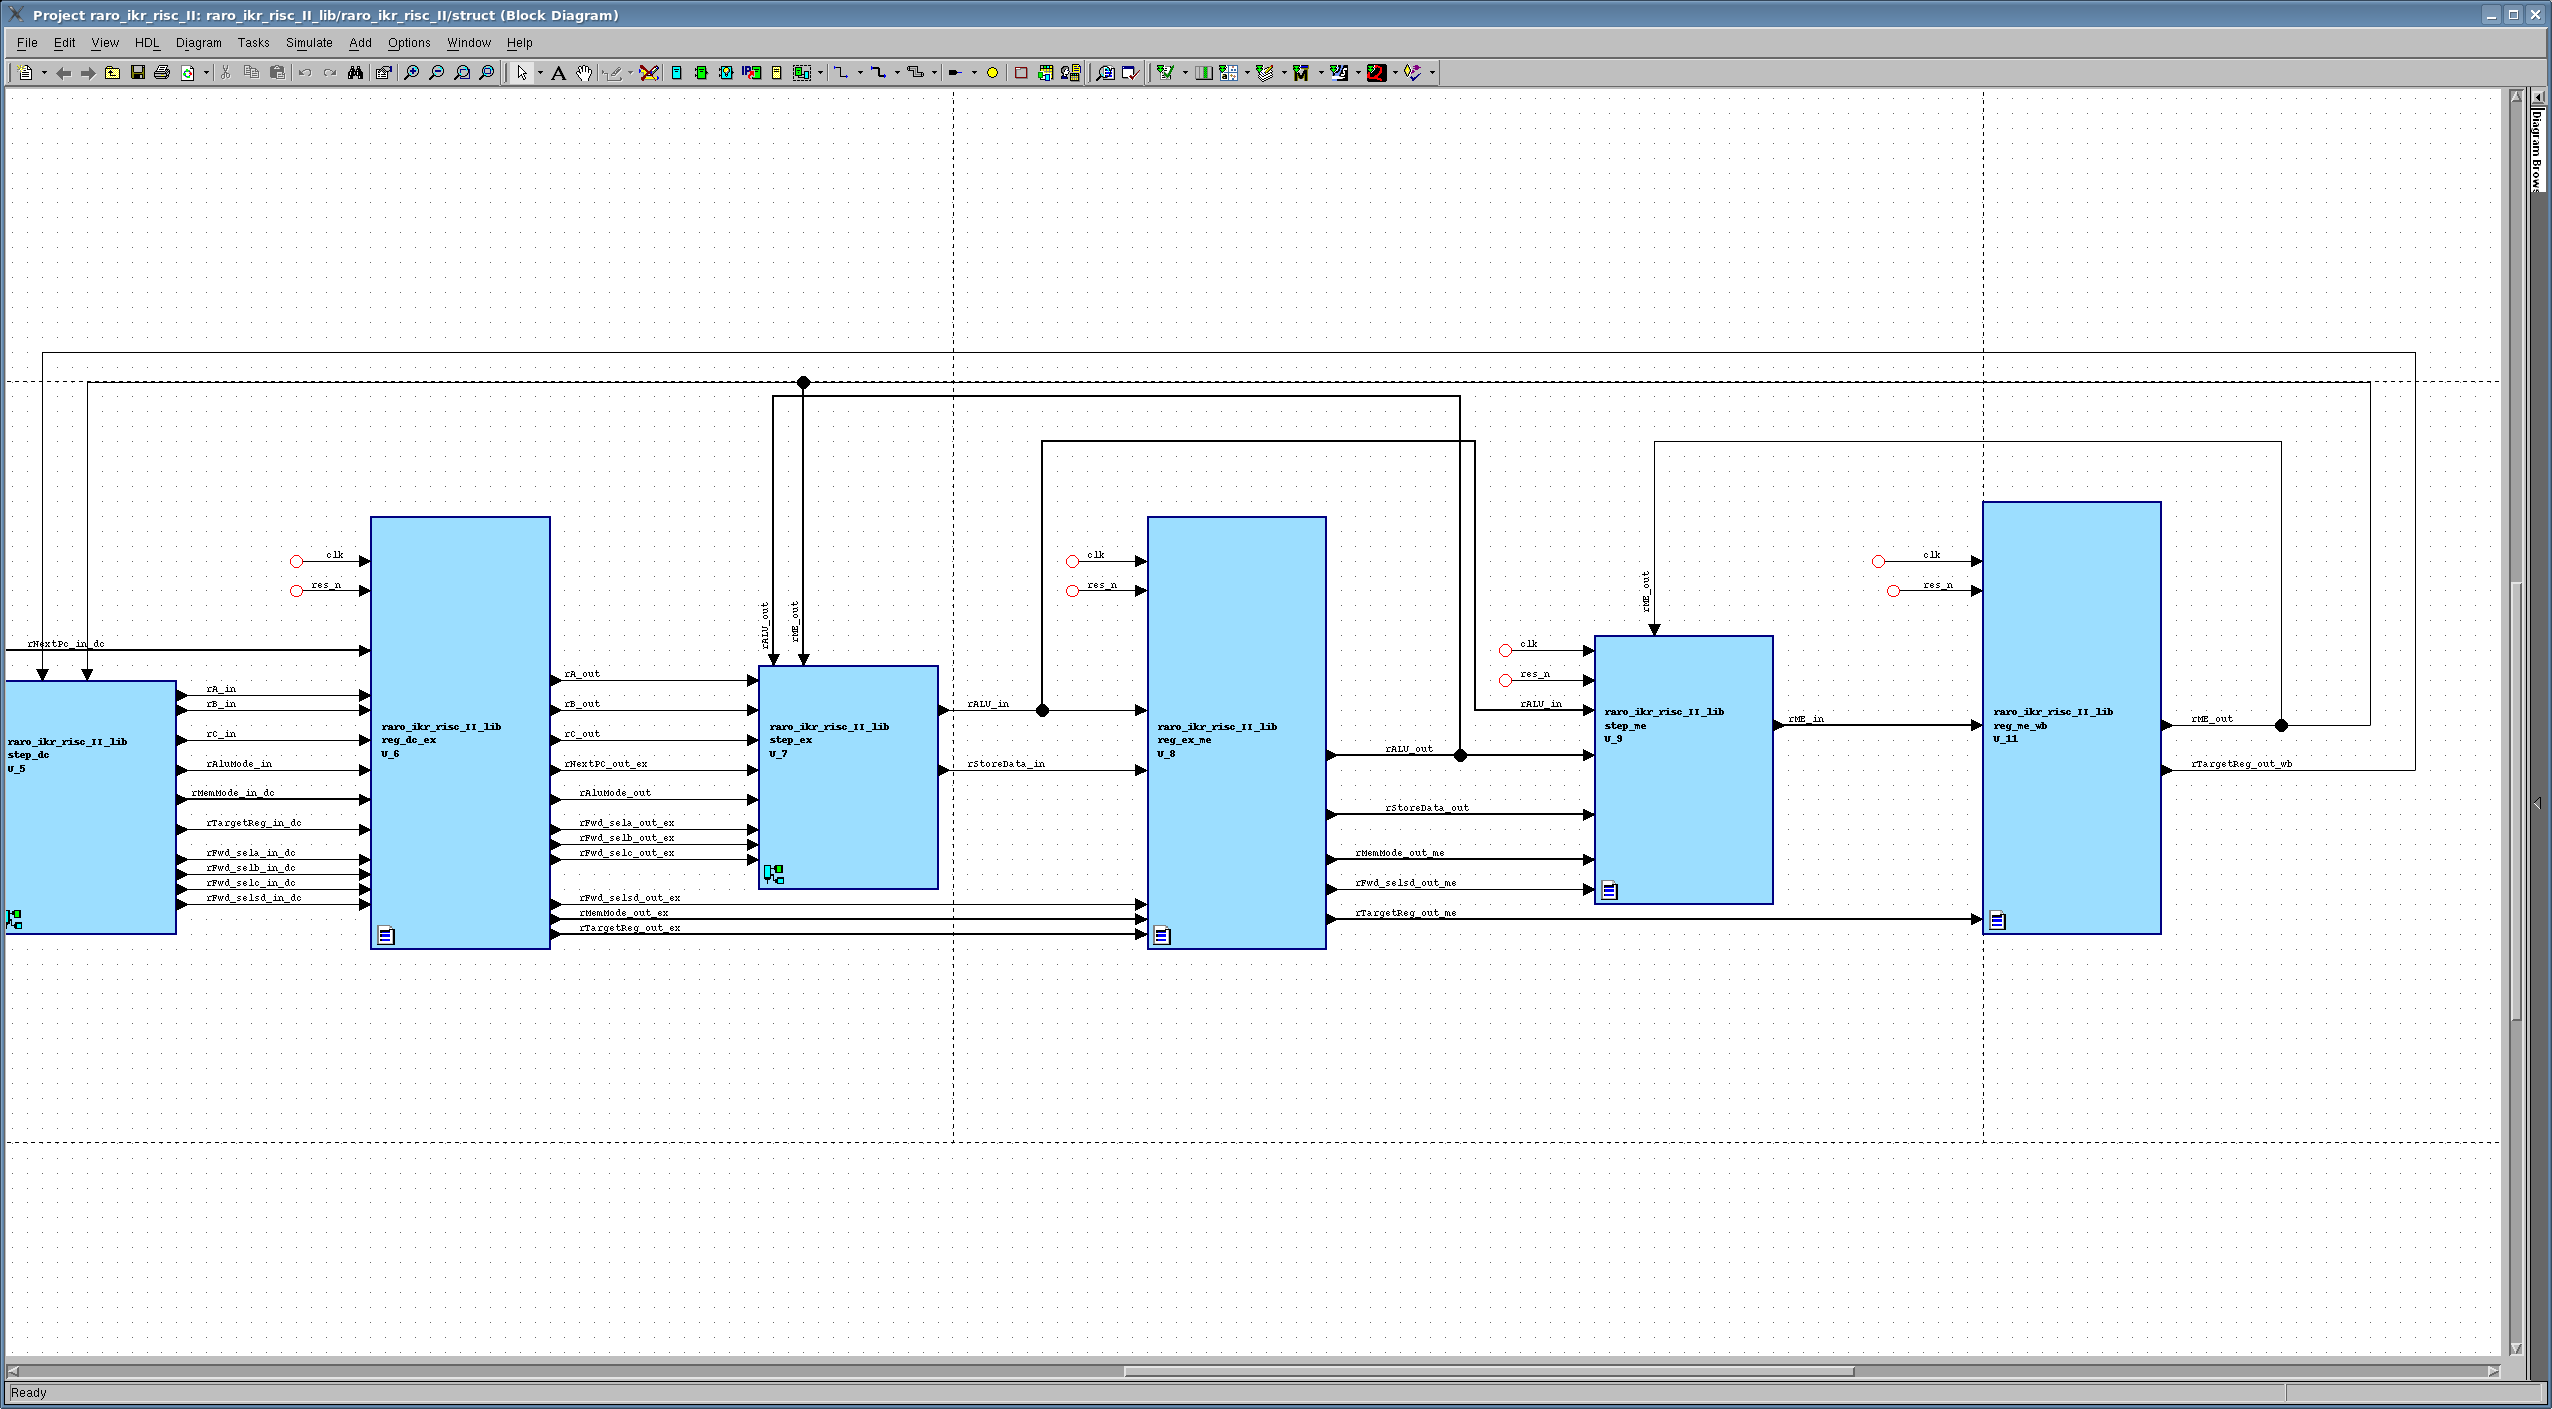 Project raro_ikr_risc_II: raro_ikr_risc_II_lib/raro_ikr_risc_II/struct (Block Diagram)
File Edit View HDL Diagram Tasks Simulate Add Options Window Help
Diagram Brows
rNextPc_in_dc
raro_ikr_risc_II_lib
step_dc
U_5
rA_in
rB_in
rC_in
rAluMode_in
rMemMode_in_dc
rTargetReg_in_dc
rFwd_sela_in_dc
rFwd_selb_in_dc
rFwd_selc_in_dc
rFwd_selsd_in_dc
clk
res_n
raro_ikr_risc_II_lib
reg_dc_ex
U_6
rA_out
rB_out
rC_out
rNextPC_out_ex
rAluMode_out
rFwd_sela_out_ex
rFwd_selb_out_ex
rFwd_selc_out_ex
rFwd_selsd_out_ex
rMemMode_out_ex
rTargetReg_out_ex
rALU_out
rME_out
raro_ikr_risc_II_lib
step_ex
U_7
rALU_in
rStoreData_in
clk
res_n
raro_ikr_risc_II_lib
reg_ex_me
U_8
rALU_out
rStoreData_out
rMemMode_out_me
rFwd_selsd_out_me
rTargetReg_out_me
clk
res_n
rALU_in
rME_out
raro_ikr_risc_II_lib
step_me
U_9
rME_in
clk
res_n
raro_ikr_risc_II_lib
reg_me_wb
U_11
rME_out
rTargetReg_out_wb
Ready